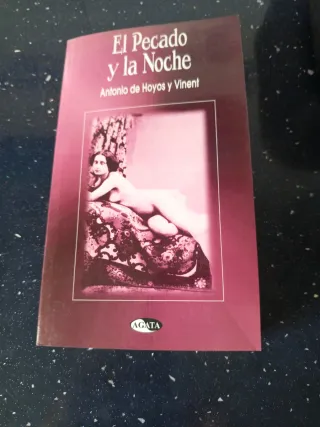 El Pecado
y la Noche
Antonio de Hoyos y Vinent
AGATA